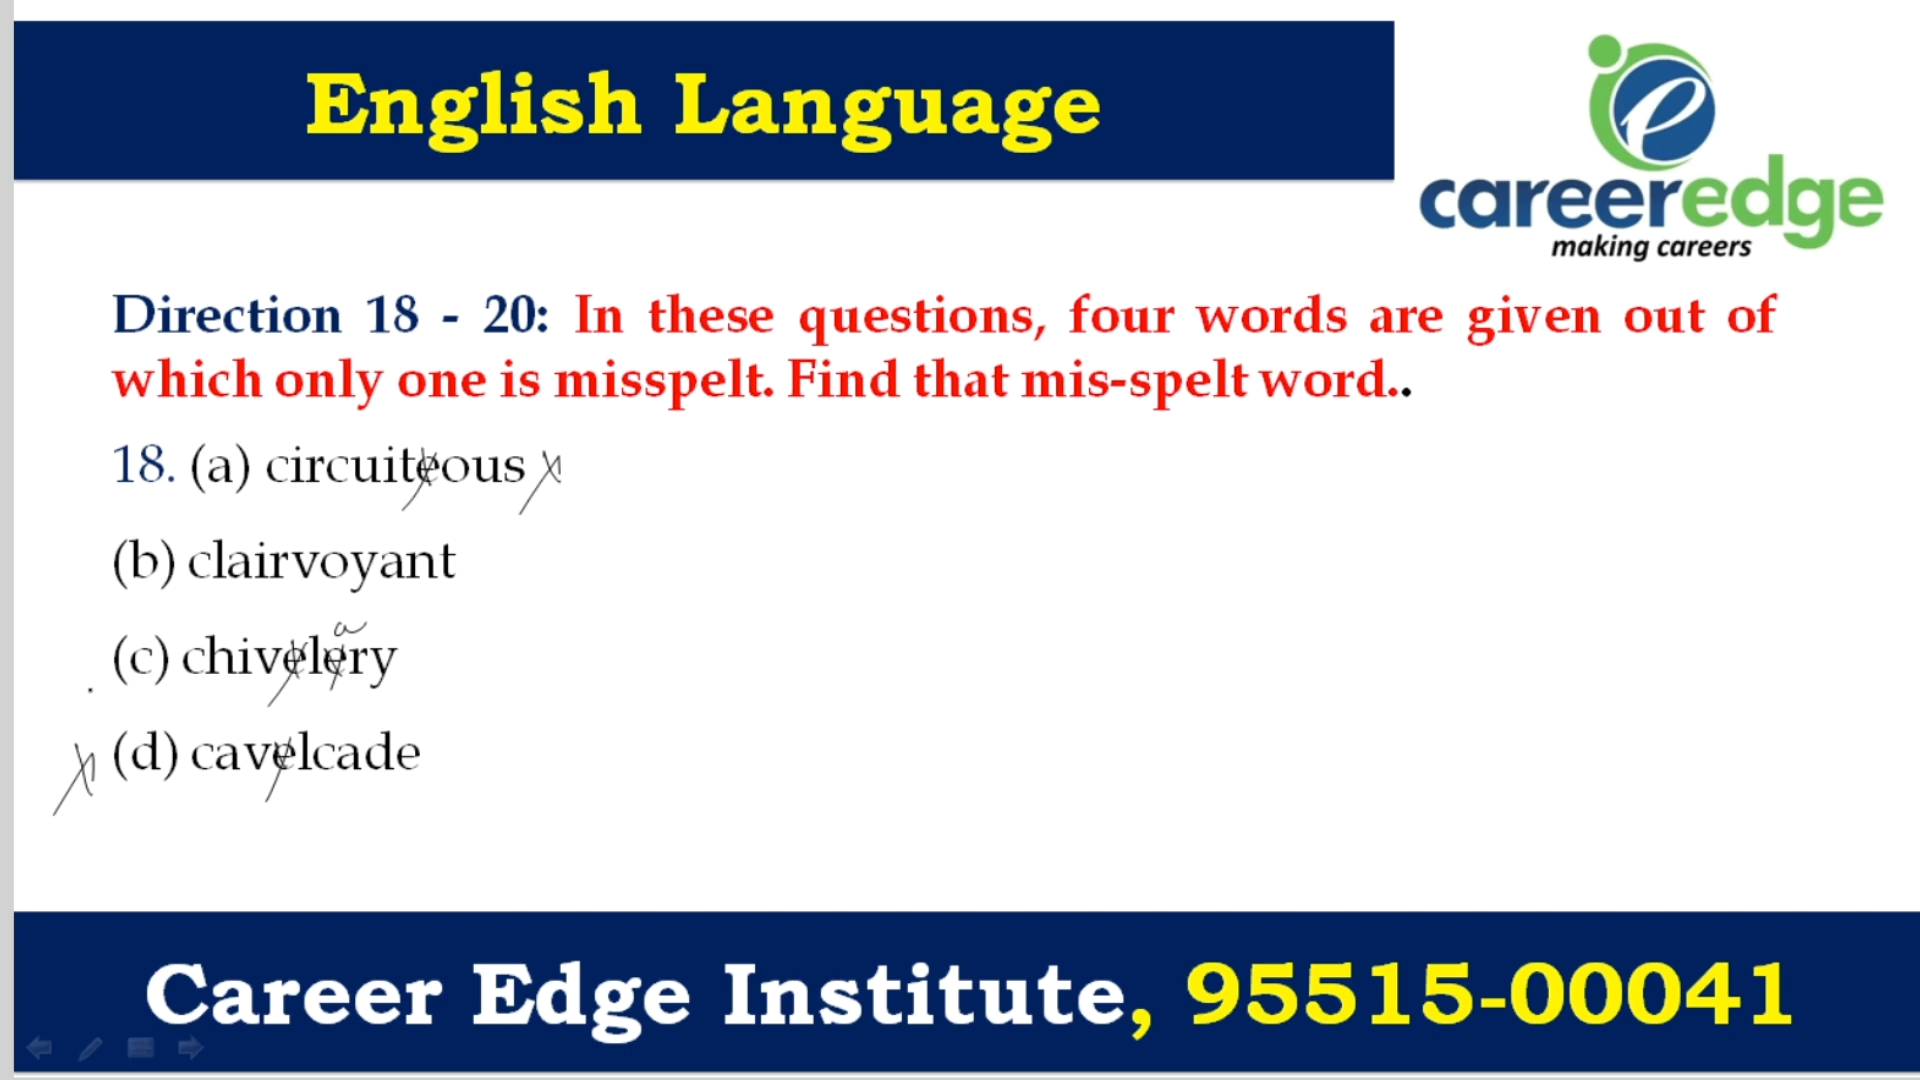 English Language
careeredge
making careers
Direction 18 - 20: In these questions, four words are given out of
which only one is misspelt. Find that mis-spelt word..
18. (a) circuiteous x
(b) clairvoyant
a
(c) chivelery
x (d) cavelcade
Career Edge Institute, 95515-00041